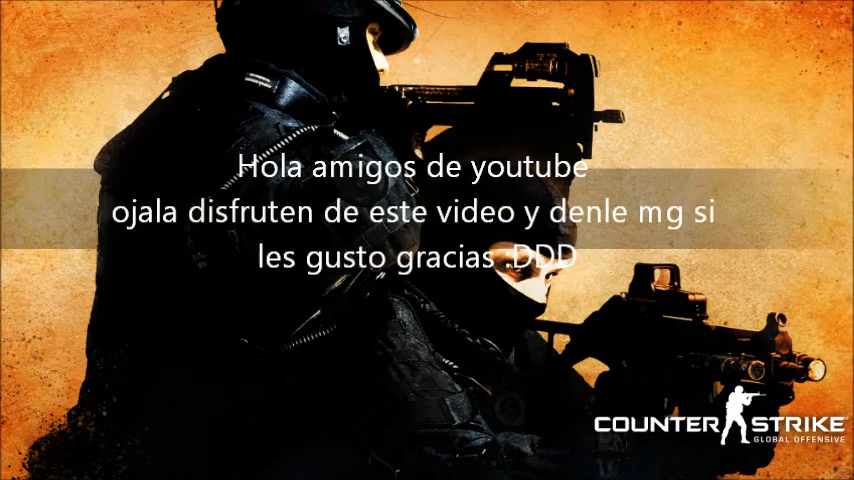 Hola amigos de youtube
ojala disfruten de este video y denle mg si
les gusto gracias :DDD
COUNTER STRIKE
GLOBAL OFFENSIVE